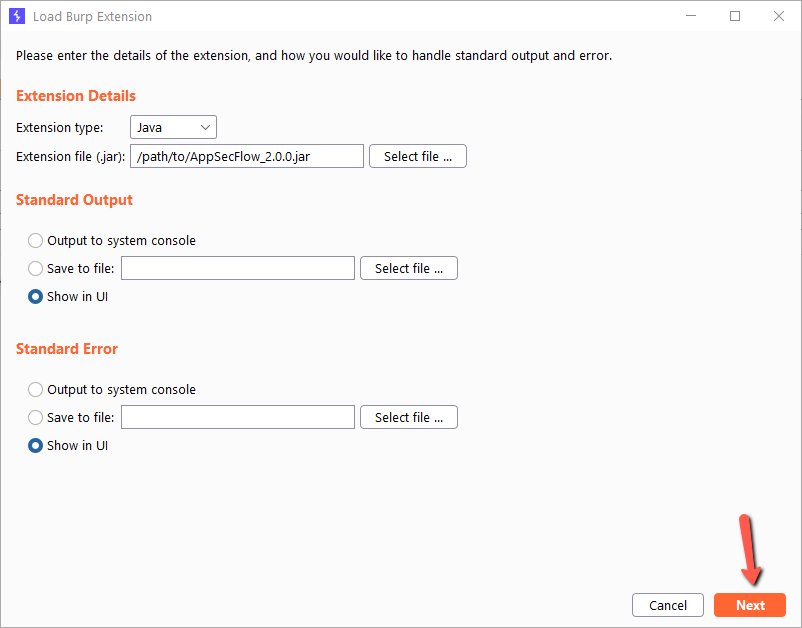 Load Burp Extension
Please enter the details of the extension, and how you would like to handle standard output and error.
Extension Details
Extension type: Java
Extension file (.jar): /path/to/AppSecFlow_2.0.0.jar Select file ...
Standard Output
Output to system console
Save to file: Select file ...
Show in UI
Standard Error
Output to system console
Save to file: Select file ...
Show in UI
Cancel Next